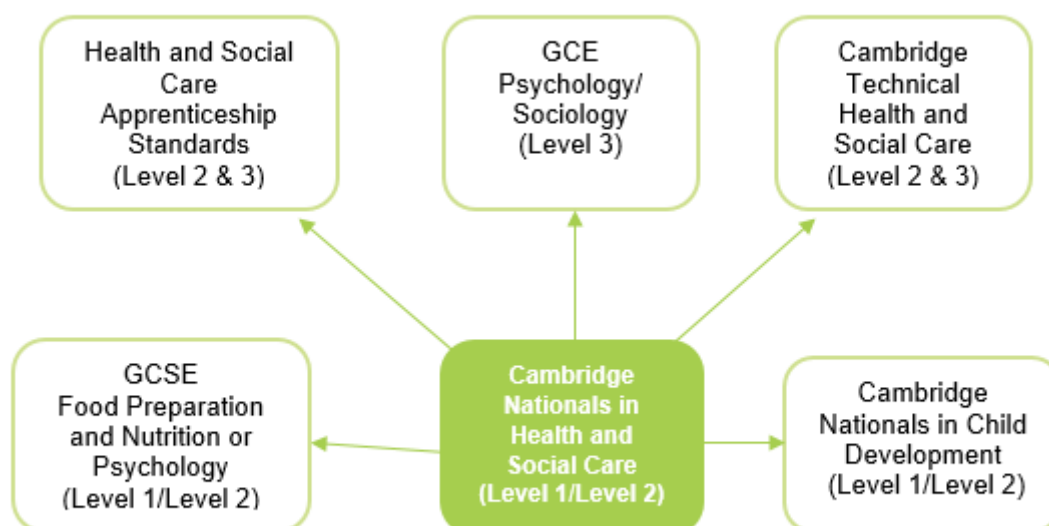 Health and Social
Care
Apprenticeship
Standards
(Level 2 & 3)
GCE
Psychology/
Sociology
(Level 3)
Cambridge
Technical
Health and
Social Care
(Level 2 & 3)
GCSE
Food Preparation
and Nutrition or
Psychology
(Level 1/Level 2)
Cambridge
Nationals in
Health and
Social Care
(Level 1/Level 2)
Cambridge
Nationals in Child
Development
(Level 1/Level 2)